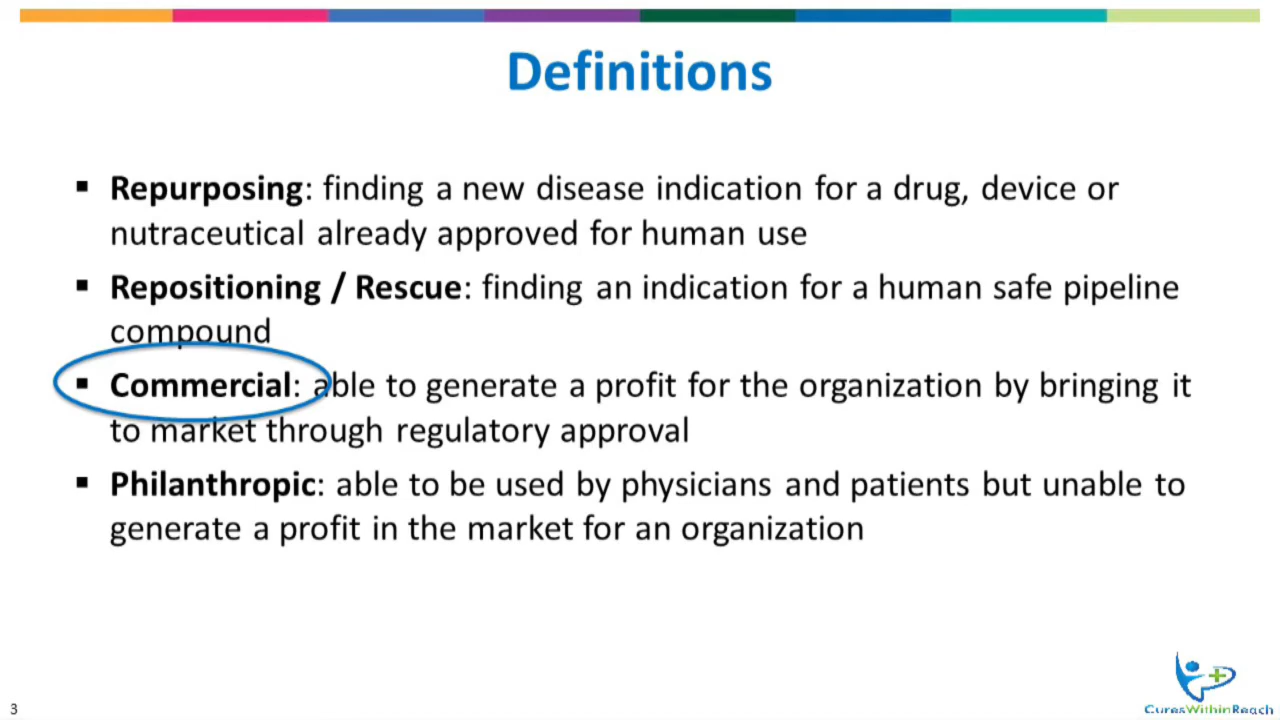 Definitions
▪ Repurposing: finding a new disease indication for a drug, device or
nutraceutical already approved for human use
▪ Repositioning / Rescue: finding an indication for a human safe pipeline
compound
▪ Commercial: able to generate a profit for the organization by bringing it
to market through regulatory approval
▪ Philanthropic: able to be used by physicians and patients but unable to
generate a profit in the market for an organization
3
CuresWithinReach